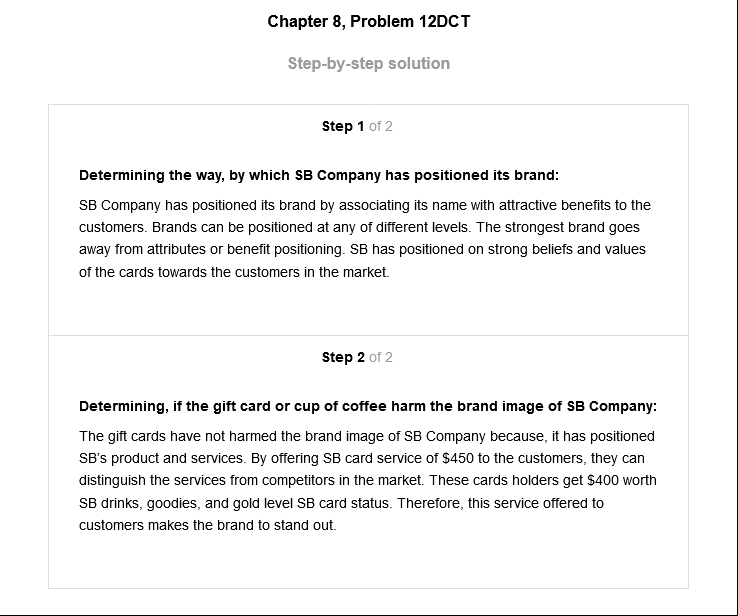 Chapter 8, Problem 12DCT
Step-by-step solution
Step 1 of 2
Determining the way, by which SB Company has positioned its brand:
SB Company has positioned its brand by associating its name with attractive benefits to the
customers. Brands can be positioned at any of different levels. The strongest brand goes
away from attributes or benefit positioning. SB has positioned on strong beliefs and values
of the cards towards the customers in the market.
Step 2 of 2
Determining, if the gift card or cup of coffee harm the brand image of SB Company:
The gift cards have not harmed the brand image of SB Company because, it has positioned
SB's product and services. By offering SB card service of $450 to the customers, they can
distinguish the services from competitors in the market. These cards holders get $400 worth
SB drinks, goodies, and gold level SB card status. Therefore, this service offered to
customers makes the brand to stand out.